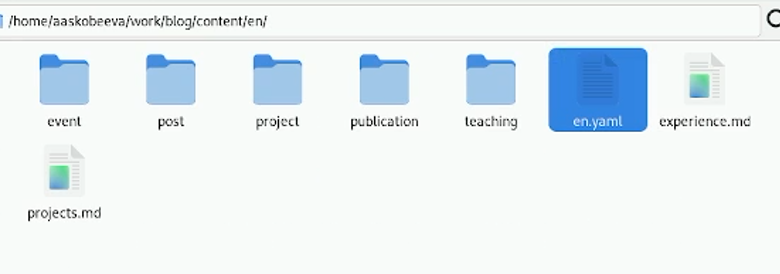 /home/aaskobeeva/work/blog/content/en/
event post project publication teaching en.yaml experience.md
projects.md